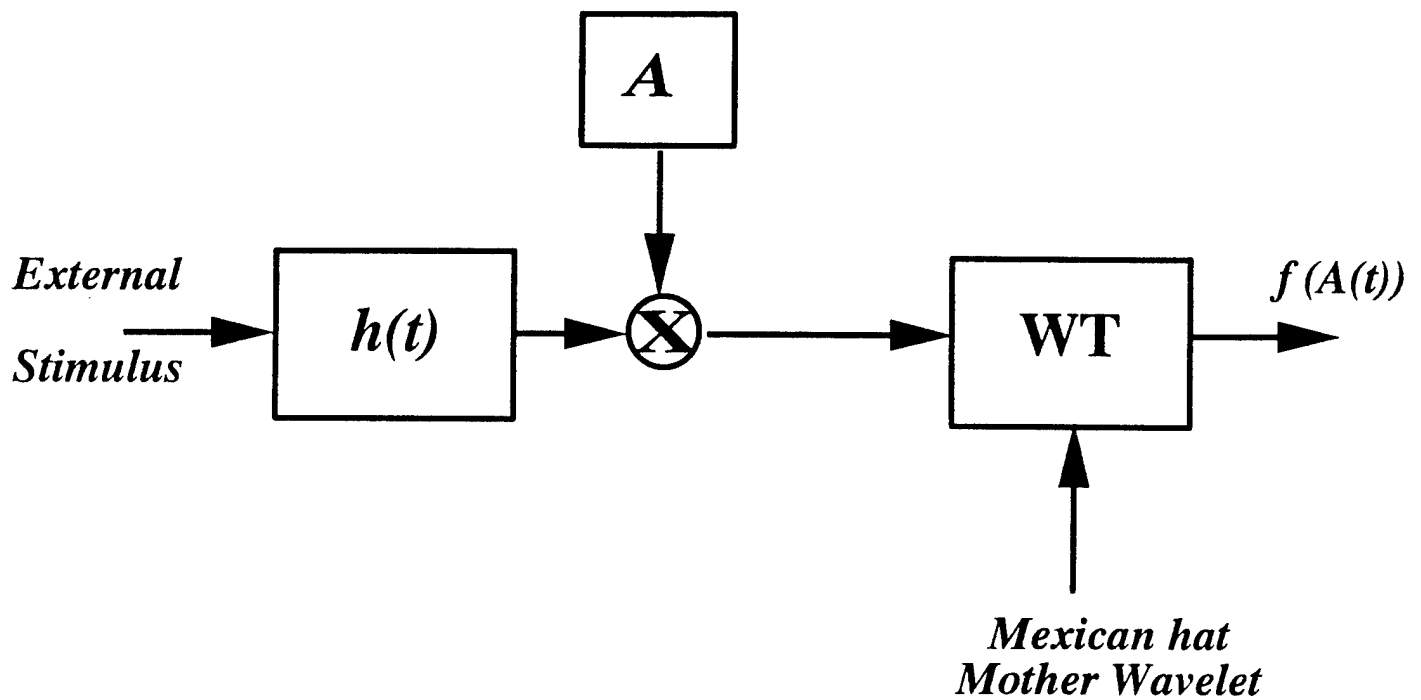 A
External
Stimulus
h(t)
X
WT
f (A(t))
Mexican hat
Mother Wavelet